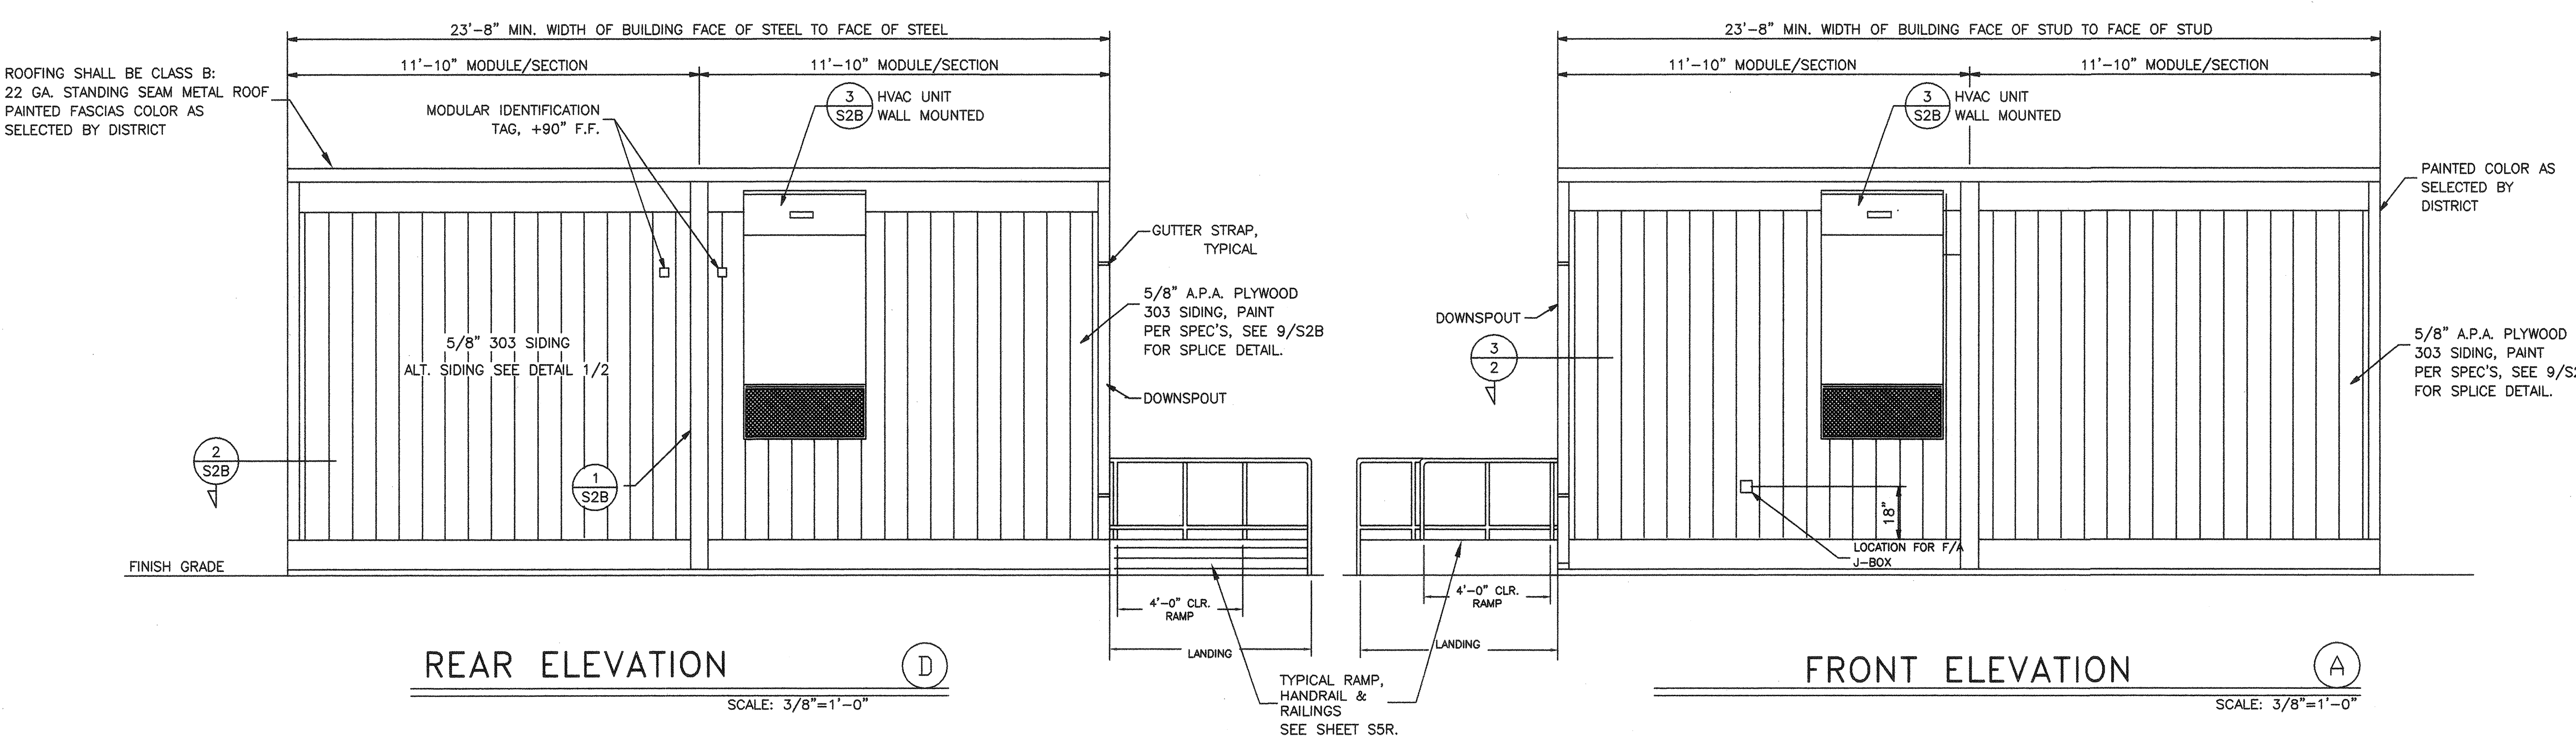 23'-8" MIN. WIDTH OF BUILDING FACE OF STEEL TO FACE OF STEEL
11'-10" MODULE/SECTION
11'-10" MODULE/SECTION
ROOFING SHALL BE CLASS B:
22 GA. STANDING SEAM METAL ROOF
PAINTED FASCIAS COLOR AS
SELECTED BY DISTRICT
MODULAR IDENTIFICATION
TAG, +90" F.F.
3
S2B
HVAC UNIT
WALL MOUNTED
GUTTER STRAP,
TYPICAL
5/8" A.P.A. PLYWOOD
303 SIDING, PAINT
PER SPEC'S, SEE 9/S2B
FOR SPLICE DETAIL.
5/8" 303 SIDING
ALT. SIDING SEE DETAIL 1/2
DOWNSPOUT
2
S2B
1
S2B
FINISH GRADE
4'-0" CLR.
RAMP
LANDING
REAR ELEVATION
D
SCALE: 3/8"=1'-0"
TYPICAL RAMP,
HANDRAIL &
RAILINGS
SEE SHEET S5R.
23'-8" MIN. WIDTH OF BUILDING FACE OF STUD TO FACE OF STUD
11'-10" MODULE/SECTION
11'-10" MODULE/SECTION
3
S2B
HVAC UNIT
WALL MOUNTED
PAINTED COLOR AS
SELECTED BY
DISTRICT
DOWNSPOUT
3
2
5/8" A.P.A. PLYWOOD
303 SIDING, PAINT
PER SPEC'S, SEE 9/S2
FOR SPLICE DETAIL.
18"
LOCATION FOR F/A
J-BOX
4'-0" CLR.
RAMP
LANDING
FRONT ELEVATION
A
SCALE: 3/8"=1'-0"